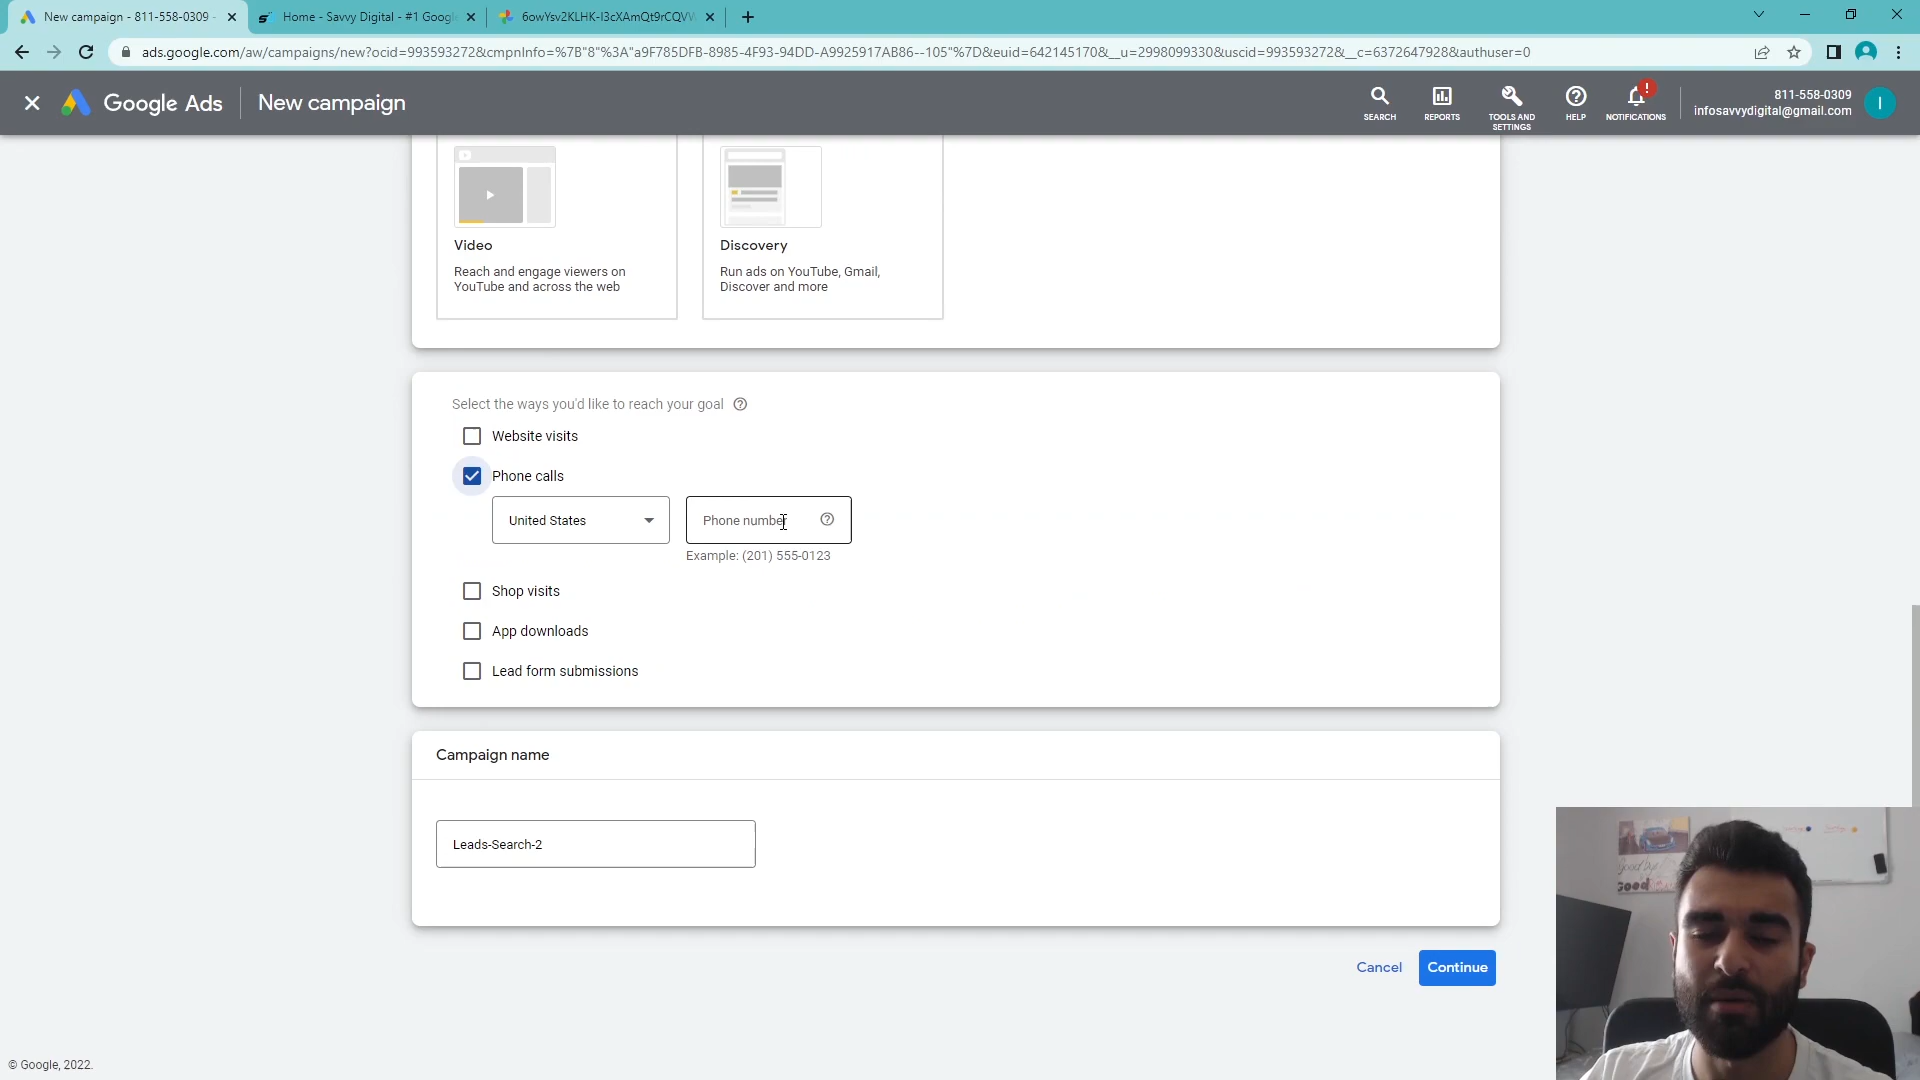 New campaign - 811-558-0309 -
Home - Savvy Digital - #1 Googl
6owYsv2KLHK-I3cXAmQt9rCQVV
ads.google.com/aw/campaigns/new?ocid=993593272&cmpnInfo=%7B"8"%3A"a9F785DFB-8985-4F93-94DD-A9925917AB86--105"%7D&euid=642145170&__u=2998099330&uscid=993593272&__c=6372647928&authuser=0
Google Ads
New campaign
SEARCH
REPORTS
TOOLS AND
SETTINGS
HELP
!
NOTIFICATIONS
811-558-0309
infosavvydigital@gmail.com
I
Video
Reach and engage viewers on
YouTube and across the web
Discovery
Run ads on YouTube, Gmail,
Discover and more
Select the ways you'd like to reach your goal
Website visits
Phone calls
United States
Phone number
Example: (201) 555-0123
Shop visits
App downloads
Lead form submissions
Campaign name
Leads-Search-2
Cancel
Continue
© Google, 2022.